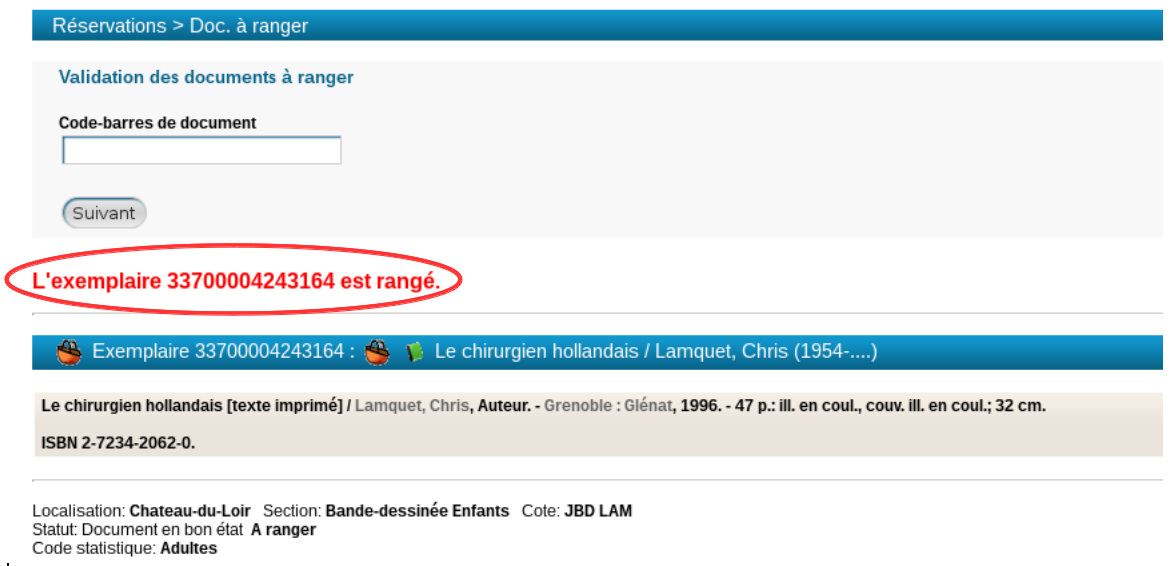 Réservations > Doc. à ranger
Validation des documents à ranger
Code-barres de document
Suivant
L'exemplaire 33700004243164 est rangé.
Exemplaire 33700004243164 : Le chirurgien hollandais / Lamquet, Chris (1954-....)
Le chirurgien hollandais [texte imprimé] / Lamquet, Chris, Auteur. - Grenoble : Glénat, 1996. - 47 p.: ill. en coul., couv. ill. en coul.; 32 cm.
ISBN 2-7234-2062-0.
Localisation: Chateau-du-Loir Section: Bande-dessinée Enfants Cote: JBD LAM
Statut: Document en bon état A ranger
Code statistique: Adultes